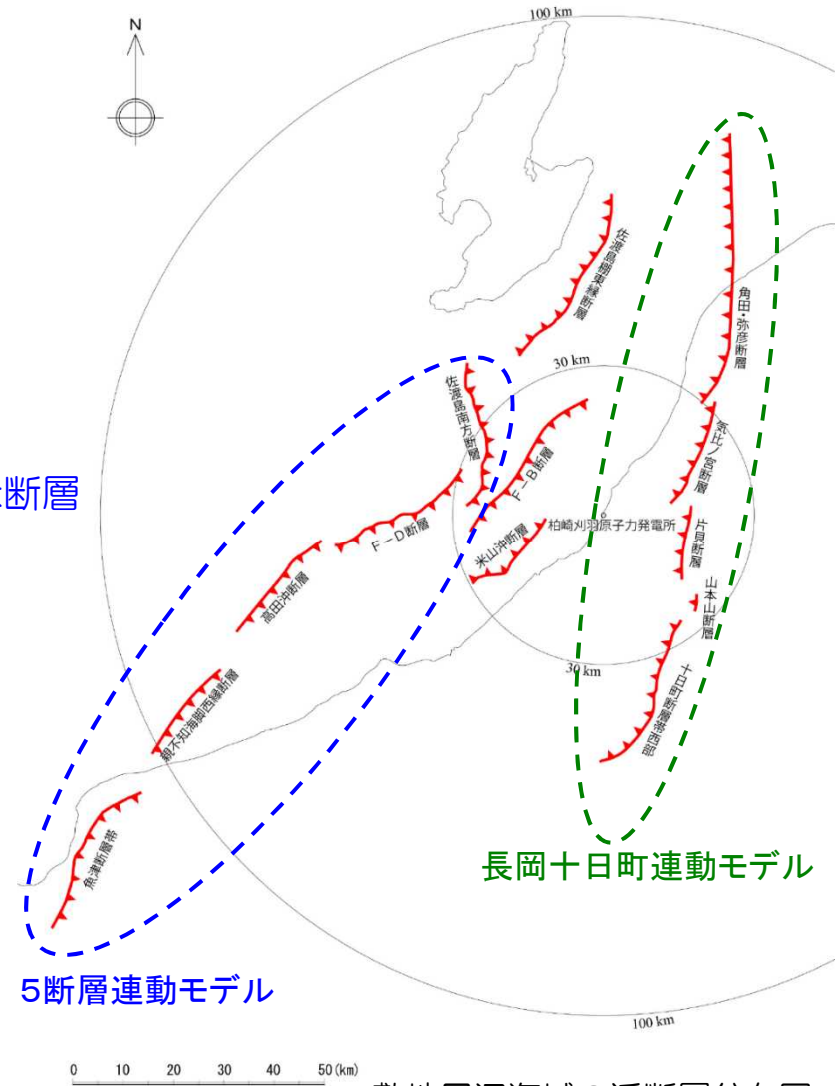 N
100 km
佐渡島棚東縁断層
角田・弥彦断層
30 km
佐渡島南方断層
気比ノ宮断層
F－B断層
断層
F－D断層
米山沖断層
柏崎刈羽原子力発電所
片貝断層
高田沖断層
山本山断層
30 km
十日町断層帯西部
親不知海脚西縁断層
魚津断層帯
長岡十日町連動モデル
5断層連動モデル
100 km
0 10 20 30 40 50(km)